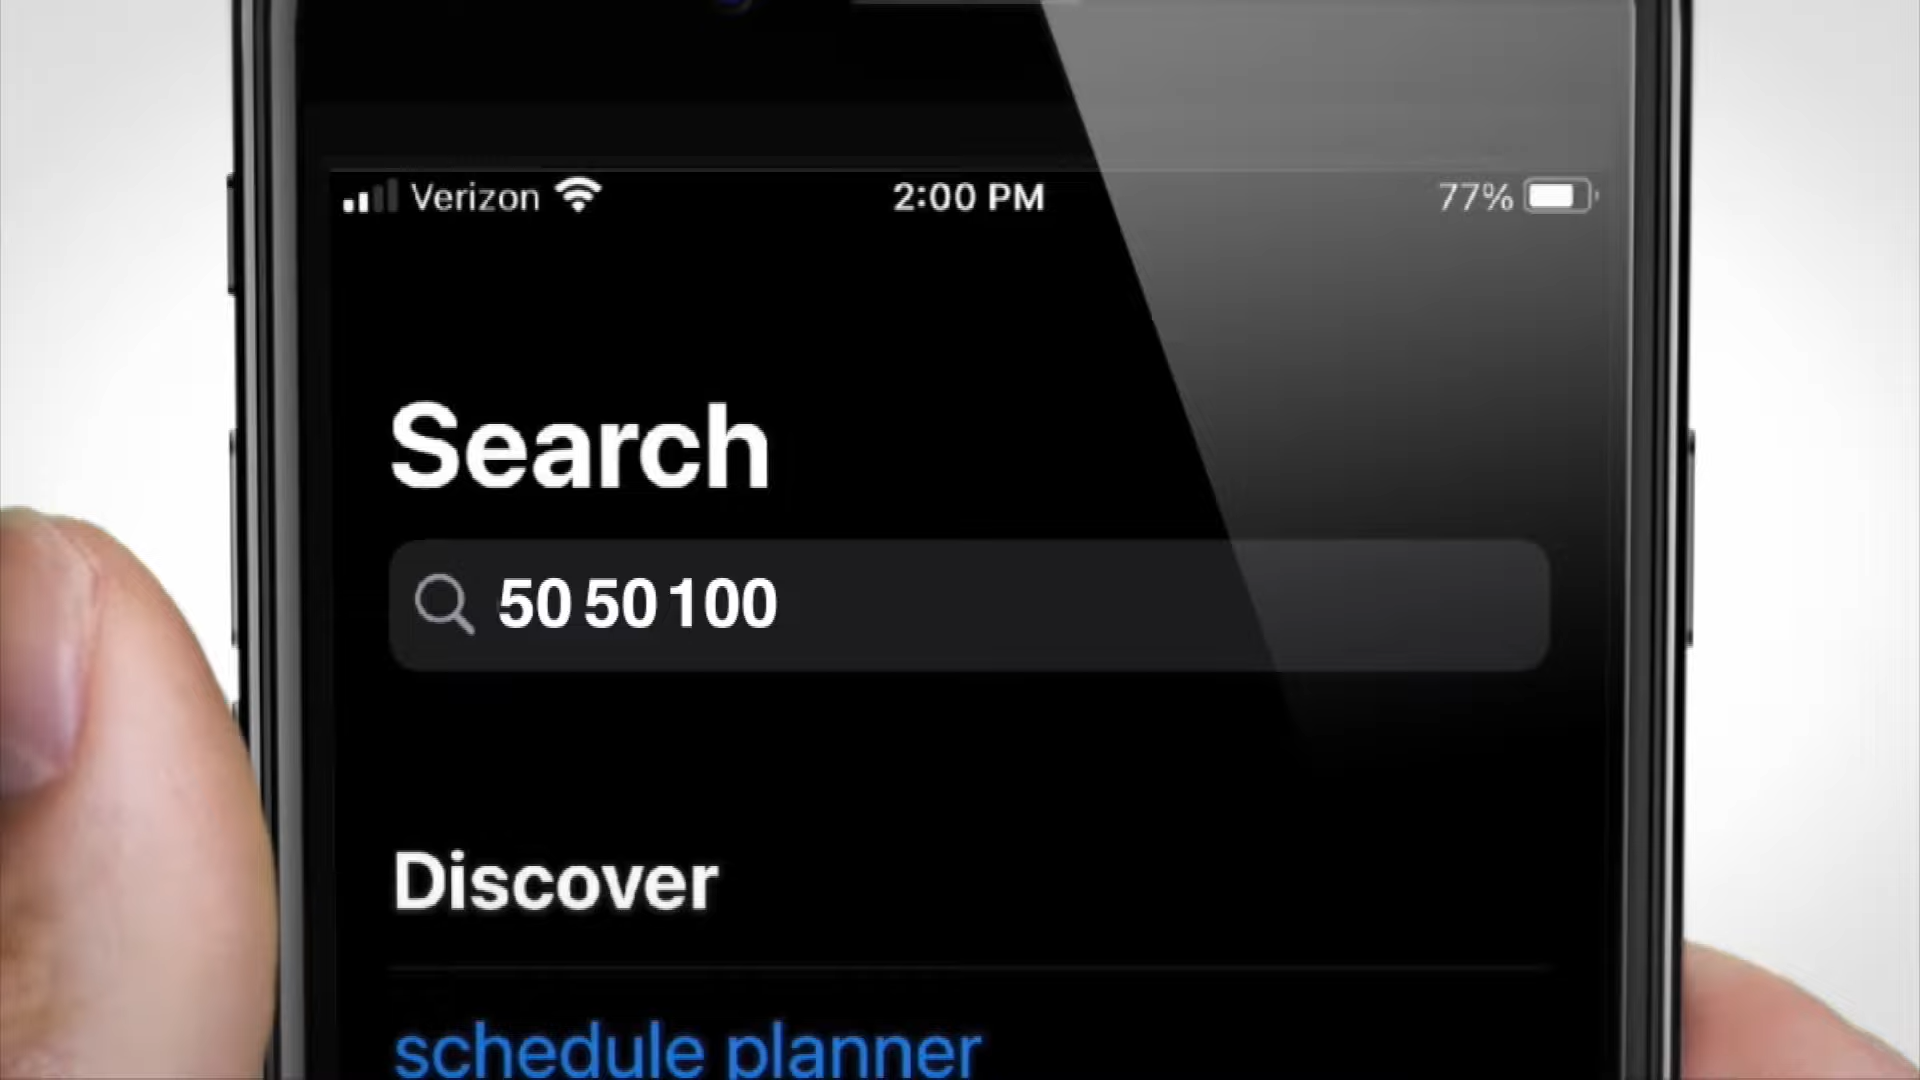 Verizon 2:00 PM 77%
Search
50 50 100
Discover
schedule planner